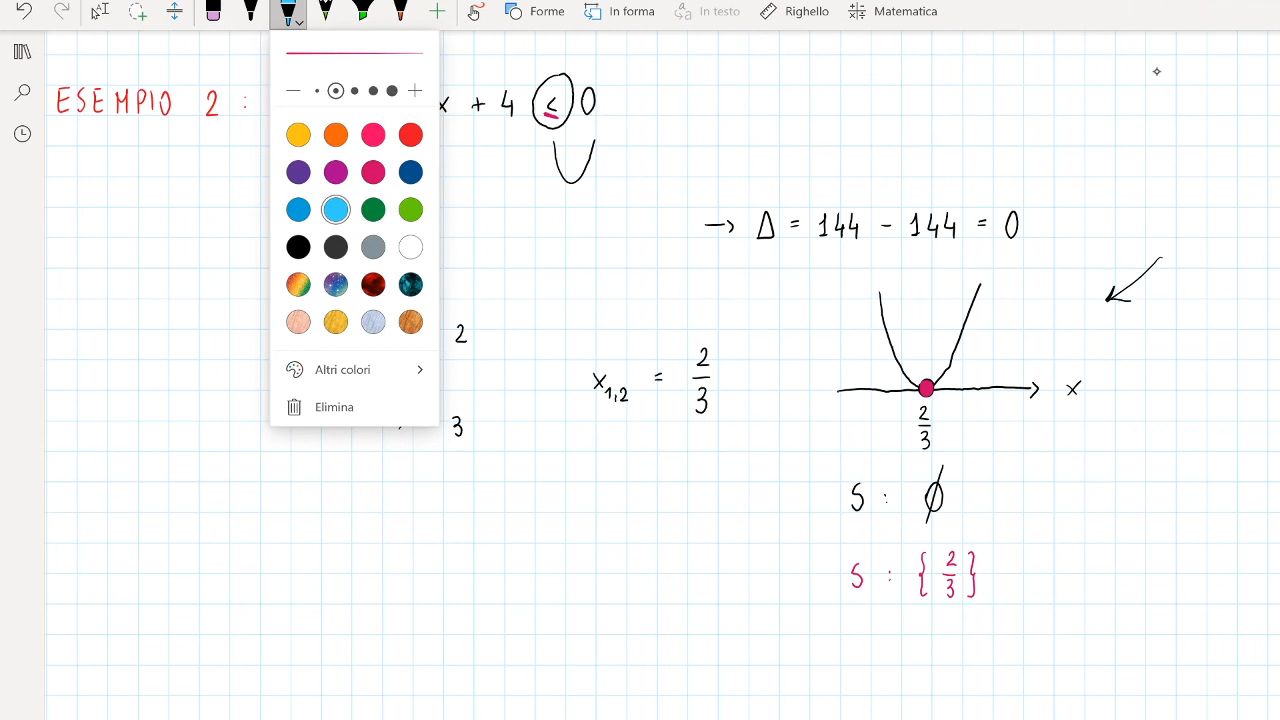 Forme In forma In testo Righello Matematica
ESEMPIO 2 : x + 4 ≤ 0
→ Δ = 144 - 144 = 0
2
x1,2 = 2/3
3
x
2/3
Altri colori
Elimina
S : ∅
S : { 2/3 }